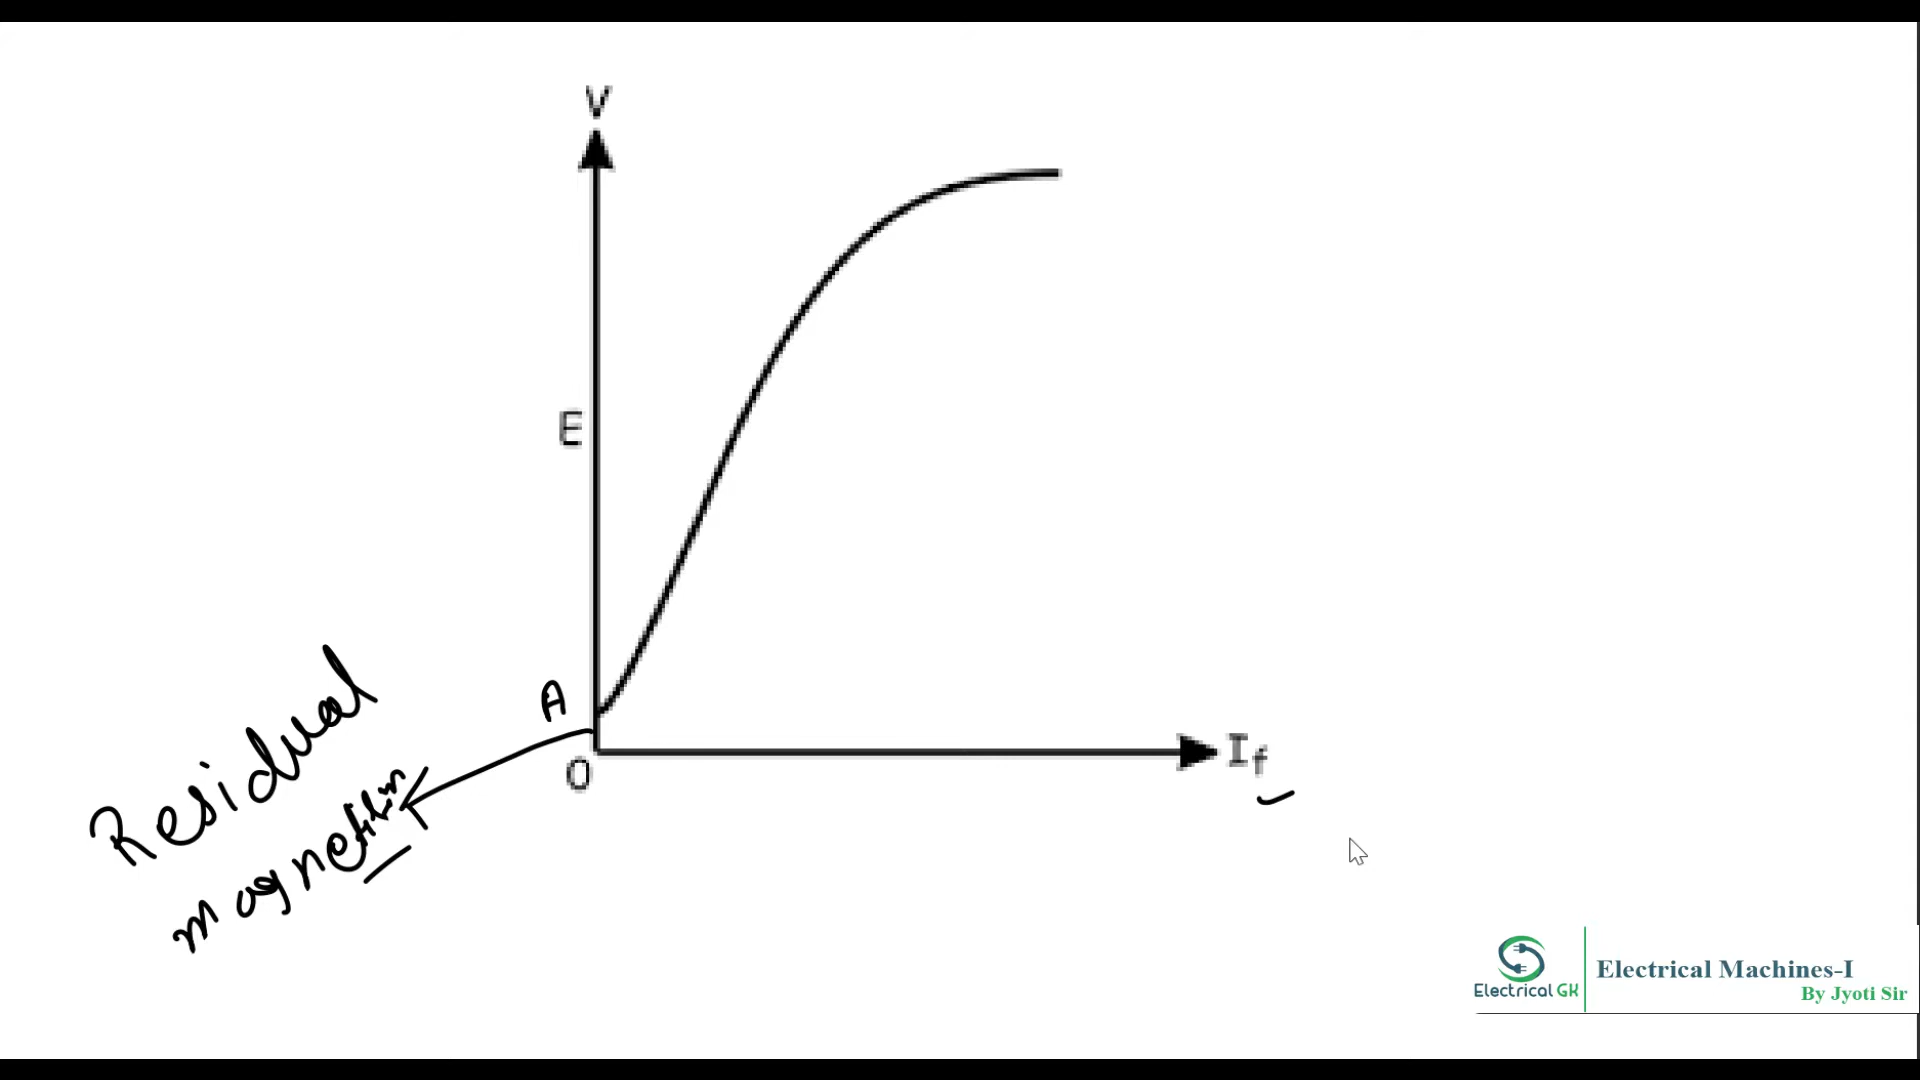 V
E
A
O
If
Residual
magnetism
Electrical GK
Electrical Machines-I
By Jyoti Sir